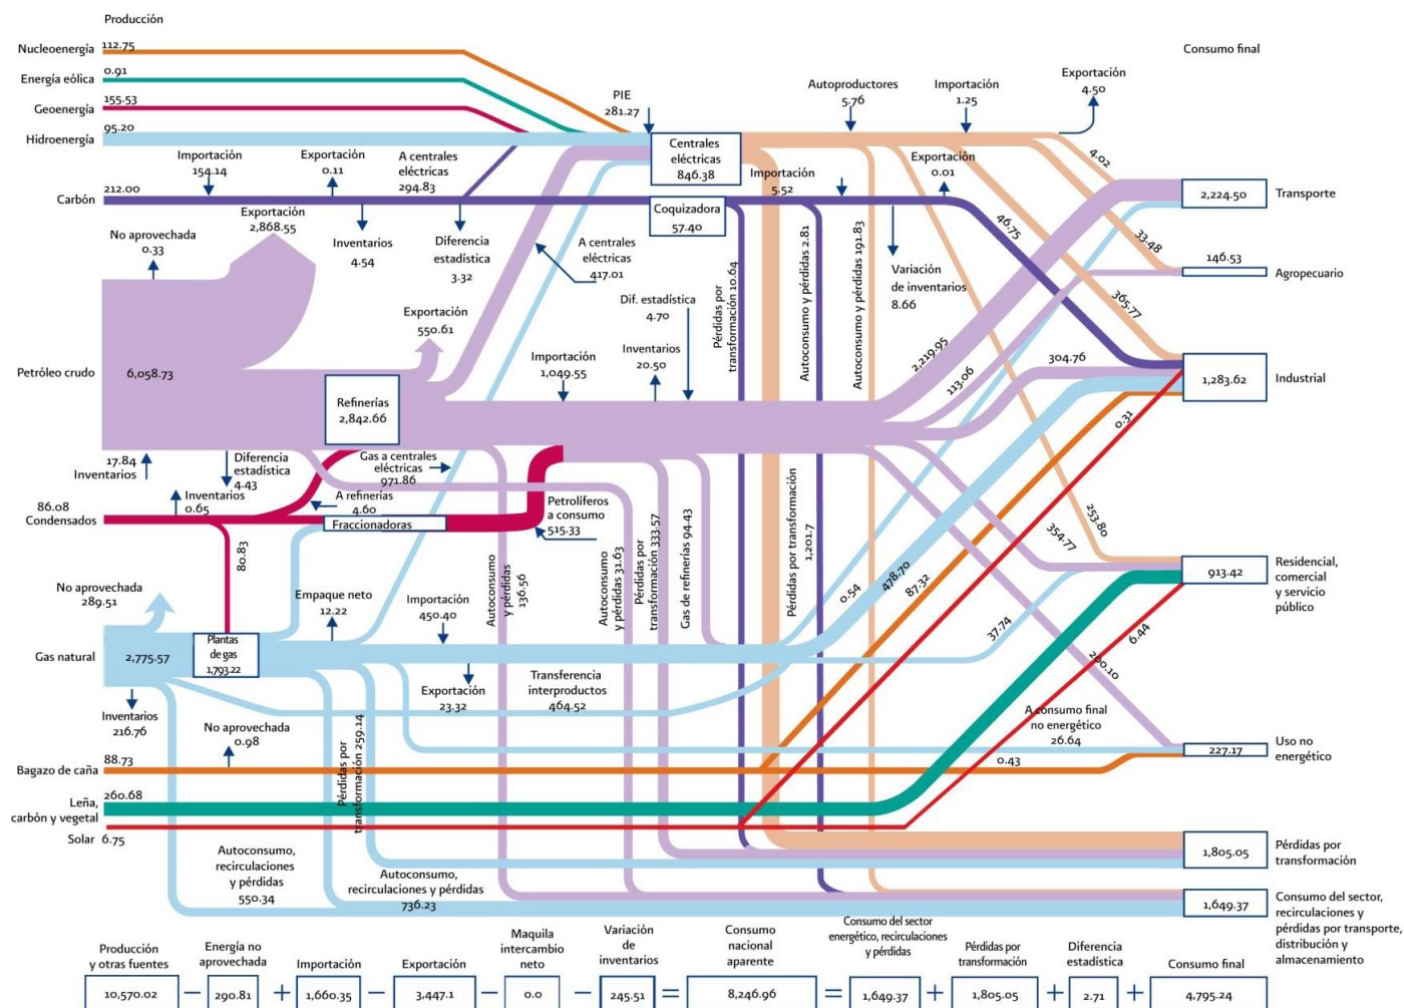 Producción
Consumo final
Nucleoenergía
112.75
Energía eólica
0.91
Geoenergía
155.53
Hidroenergía
95.20
PIE
281.27
Autoproductores
5.76
Importación
1.25
Exportación
4.50
Centrales
eléctricas
846.38
4.02
Importación
154.14
Exportación
0.11
A centrales
eléctricas
294.83
Importación
5.52
Exportación
0.01
Carbón
212.00
Coquizadora
57.40
2,224.50
Transporte
Exportación
2,868.55
Inventarios
4.54
Diferencia
estadística
3.32
A centrales
eléctricas
417.01
46.75
33.48
No aprovechada
0.33
Pérdidas por
transformación 10.64
Autoconsumo y pérdidas 2.81
Autoconsumo y pérdidas 191.83
Variación
de inventarios
8.66
146.53
Agropecuario
365.77
Exportación
550.61
Dif. estadística
4.70
Inventarios
20.50
Importación
1,049.55
2,219.95
113.06
304.76
Petróleo crudo
6,058.73
Refinerías
2,842.66
1,283.62
Industrial
0.31
17.84
Inventarios
Diferencia
estadística
4.43
Gas a centrales
eléctricas
971.86
86.08
Condensados
Inventarios
0.65
A refinerías
4.60
Fraccionadoras
Petrolíferos
a consumo
515.33
80.83
Autoconsumo
y pérdidas
136.56
Autoconsumo
y pérdidas 31.63
Pérdidas por
transformación 333.57
Gas de refinerías 94.43
Pérdidas por transformación
1,201.7
0.54
478.70
87.32
253.80
354.77
913.42
Residencial,
comercial
y servicio
público
No aprovechada
289.51
Empaque neto
12.22
Importación
450.40
37.74
6.44
Gas natural
2,775.57
Plantas
de gas
1,793.22
Exportación
23.32
Transferencia
interproductos
464.52
200.10
Inventarios
216.76
No aprovechada
0.98
Pérdidas por
transformación 259.14
A consumo final
no energético
26.64
227.17
Uso no
energético
0.43
Bagazo de caña
88.73
Leña,
carbón y vegetal
260.68
Solar 6.75
Autoconsumo,
recirculaciones
y pérdidas
550.34
Autoconsumo,
recirculaciones y pérdidas
736.23
1,805.05
Pérdidas por
transformación
1,649.37
Consumo del sector,
recirculaciones y
pérdidas por transporte,
distribución y
almacenamiento
Producción
y otras fuentes
Energía no
aprovechada
Importación
Exportación
Maquila
intercambio
neto
Variación
de
inventarios
Consumo
nacional
aparente
Consumo del sector
energético, recirculaciones
y pérdidas
Pérdidas por
transformación
Diferencia
estadística
Consumo final
10,570.02 − 290.81 + 1,660.35 − 3,447.1 − 0.0 − 245.51 = 8,246.96 = 1,649.37 + 1,805.05 + 2.71 + 4,795.24